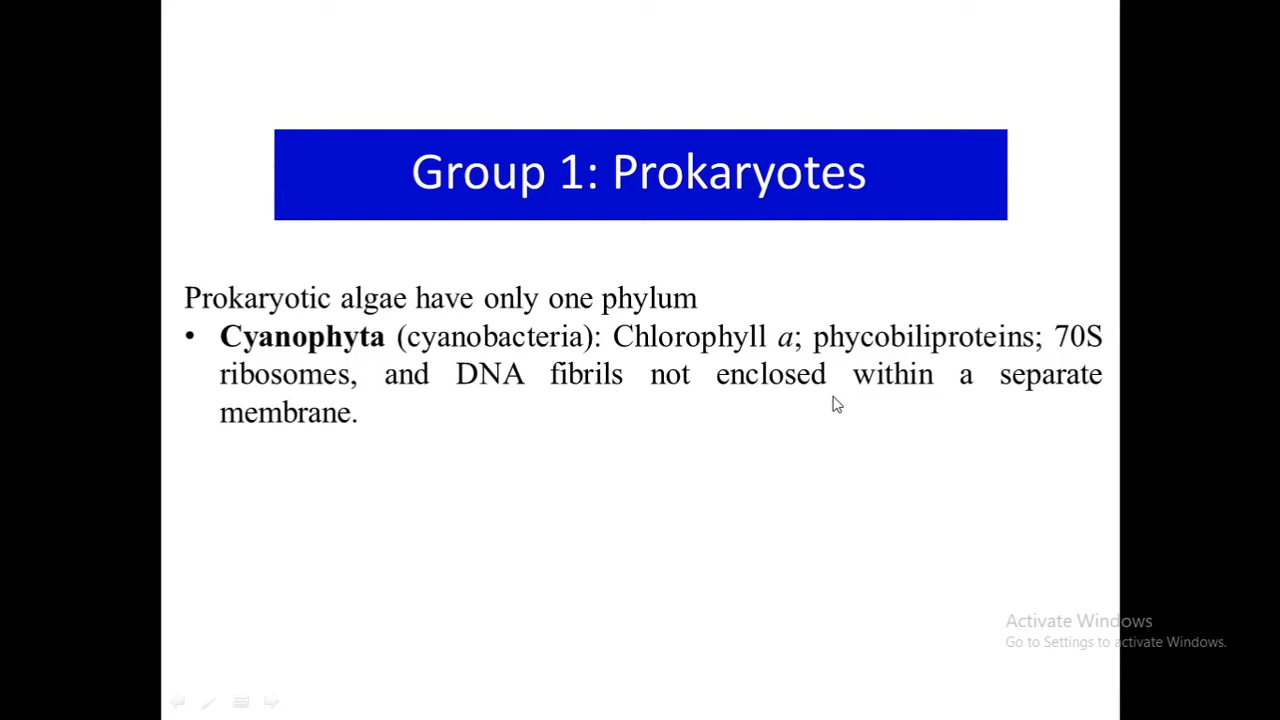 Group 1: Prokaryotes
Prokaryotic algae have only one phylum
• Cyanophyta (cyanobacteria): Chlorophyll a; phycobiliproteins; 70S
ribosomes, and DNA fibrils not enclosed within a separate
membrane.
Activate Windows
Go to Settings to activate Windows.